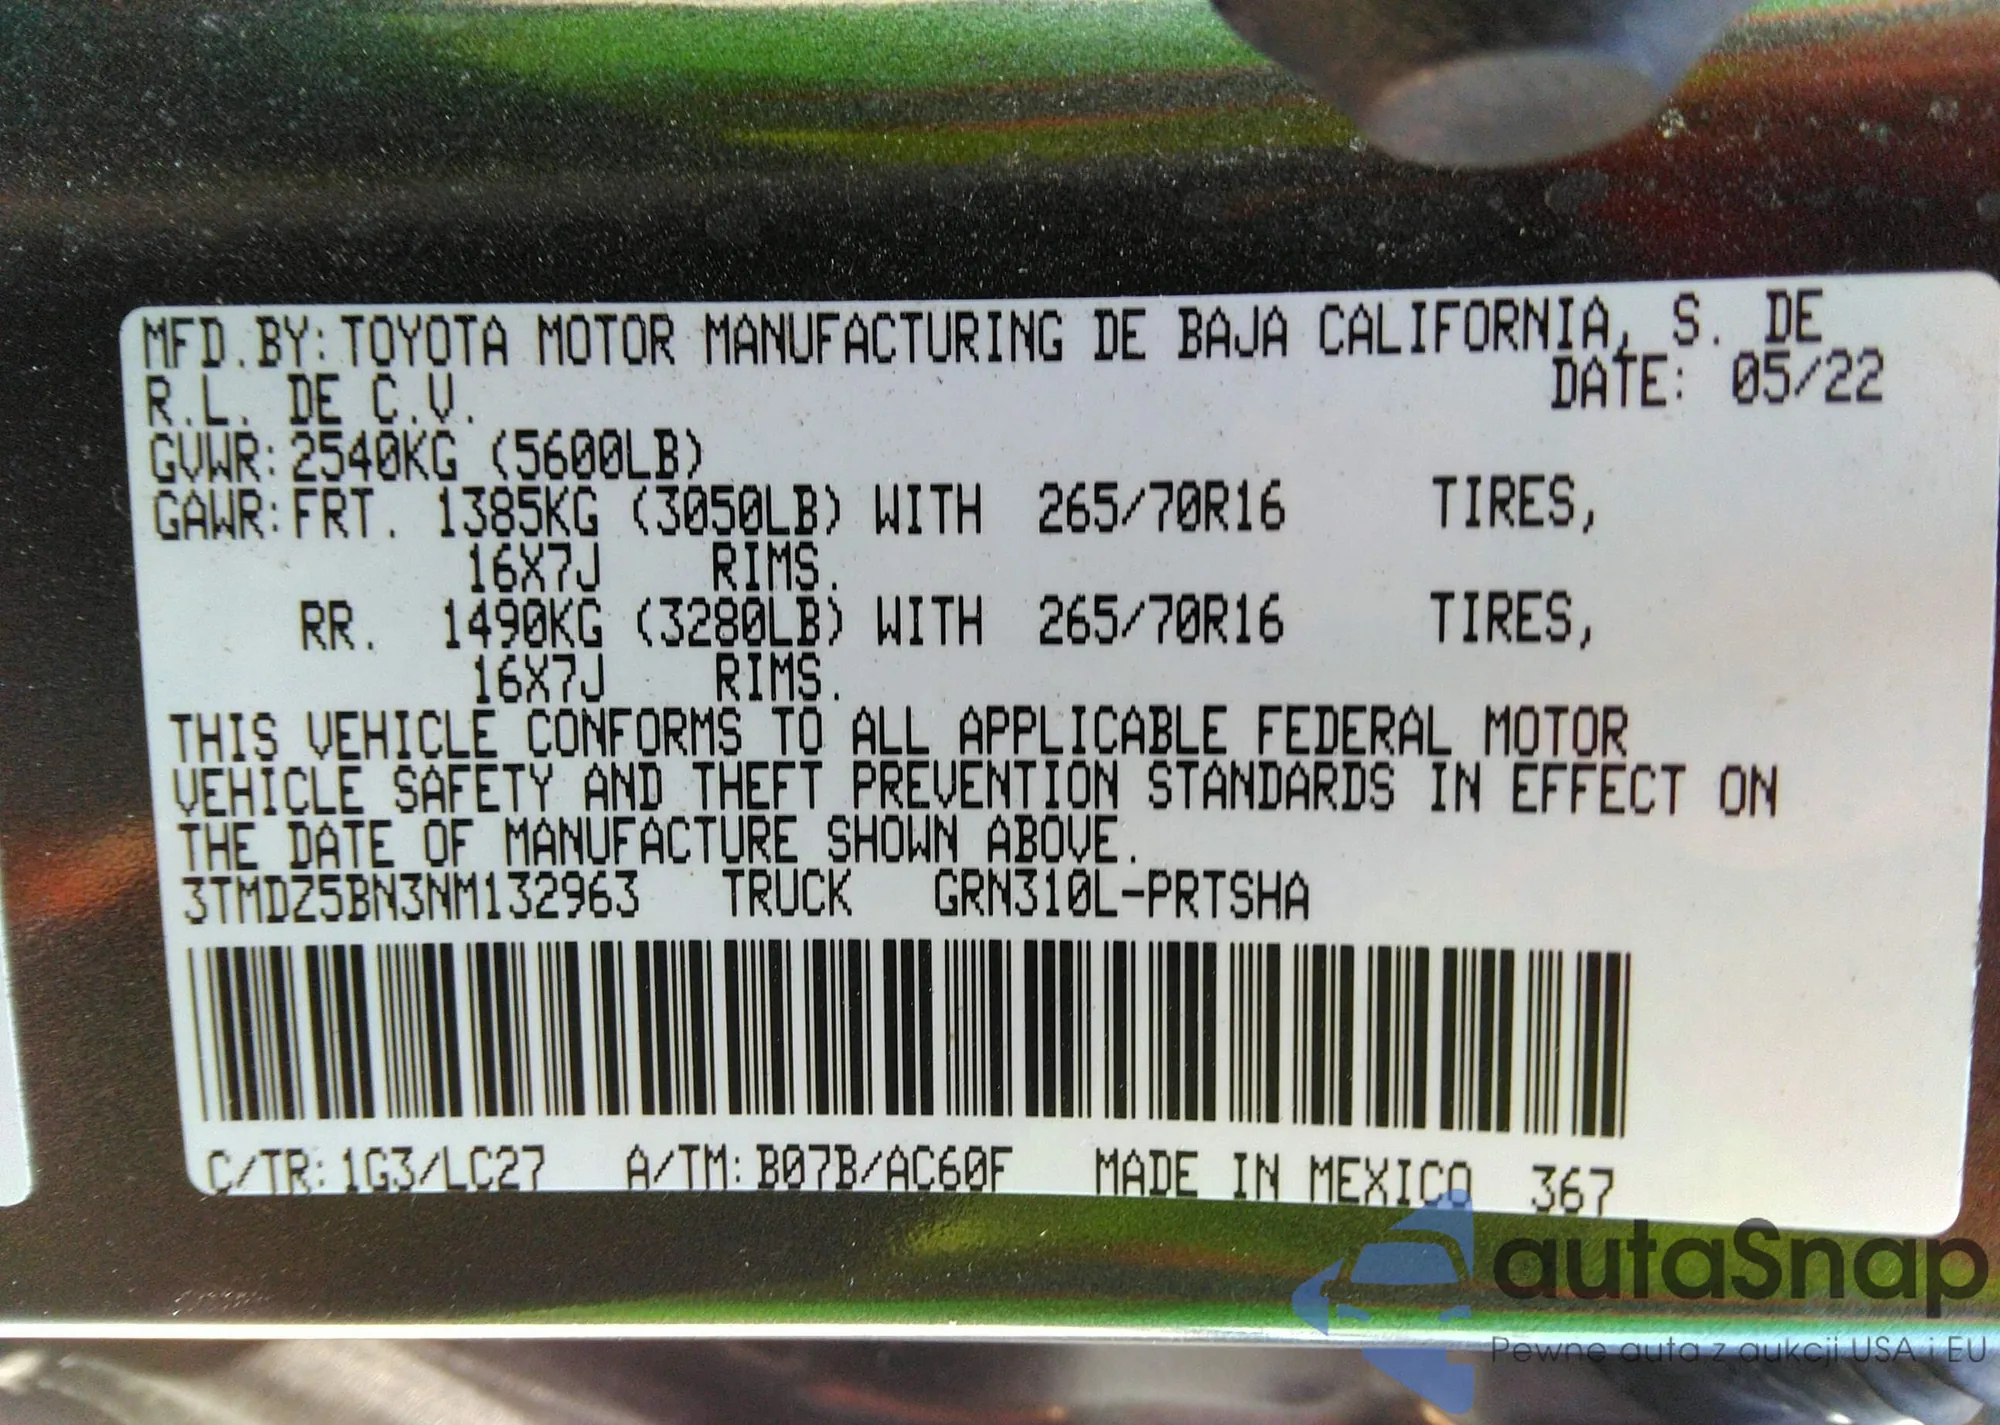 MFD.BY:TOYOTA MOTOR MANUFACTURING DE BAJA CALIFORNIA, S. DE
R.L. DE C.V. DATE: 05/22
GVWR:2540KG (5600LB)
GAWR:FRT. 1385KG (3050LB) WITH 265/70R16 TIRES,
16X7J RIMS.
RR. 1490KG (3280LB) WITH 265/70R16 TIRES,
16X7J RIMS.
THIS VEHICLE CONFORMS TO ALL APPLICABLE FEDERAL MOTOR
VEHICLE SAFETY AND THEFT PREVENTION STANDARDS IN EFFECT ON
THE DATE OF MANUFACTURE SHOWN ABOVE.
3TMDZ5BN3NM132963 TRUCK GRN310L-PRTSHA
C/TR:1G3/LC27 A/TM:B07B/AC60F MADE IN MEXICO 367
autaSnap
Pewne auta z aukcji USA i EU